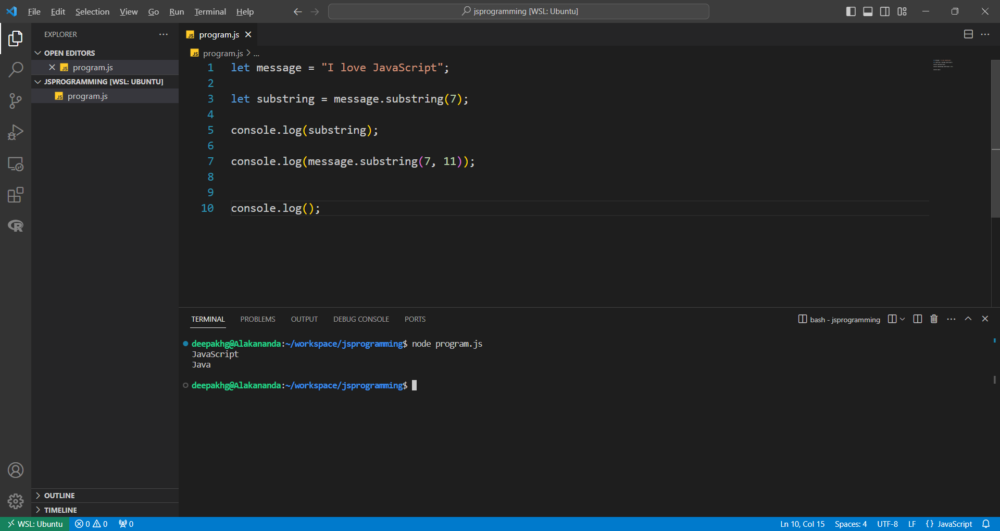 File Edit Selection View Go Run Terminal Help jsprogramming [WSL: Ubuntu]
EXPLORER
OPEN EDITORS
program.js
JSPROGRAMMING [WSL: UBUNTU]
program.js
OUTLINE
TIMELINE
program.js
program.js > ...
1 let message = "I love JavaScript";
2
3 let substring = message.substring(7);
4
5 console.log(substring);
6
7 console.log(message.substring(7, 11));
8
9
10 console.log();
TERMINAL PROBLEMS OUTPUT DEBUG CONSOLE PORTS bash - jsprogramming
deepakhg@Alakananda:~/workspace/jsprogramming$ node program.js
JavaScript
Java
deepakhg@Alakananda:~/workspace/jsprogramming$
WSL: Ubuntu 0 0 0 Ln 10, Col 15 Spaces: 4 UTF-8 LF {} JavaScript